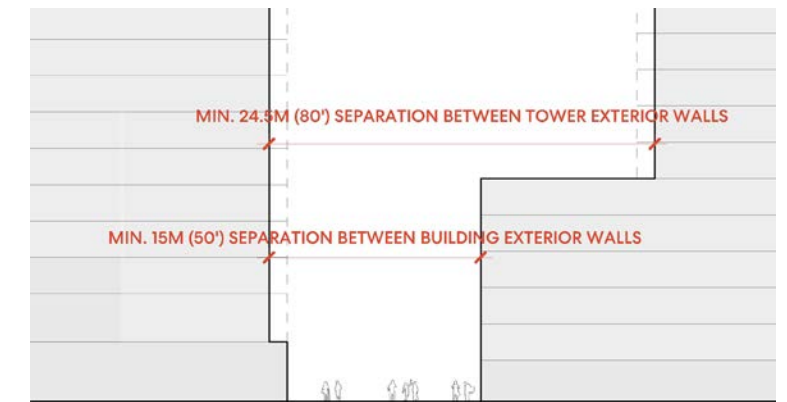 MIN. 24.5M (80') SEPARATION BETWEEN TOWER EXTERIOR WALLS
MIN. 15M (50') SEPARATION BETWEEN BUILDING EXTERIOR WALLS